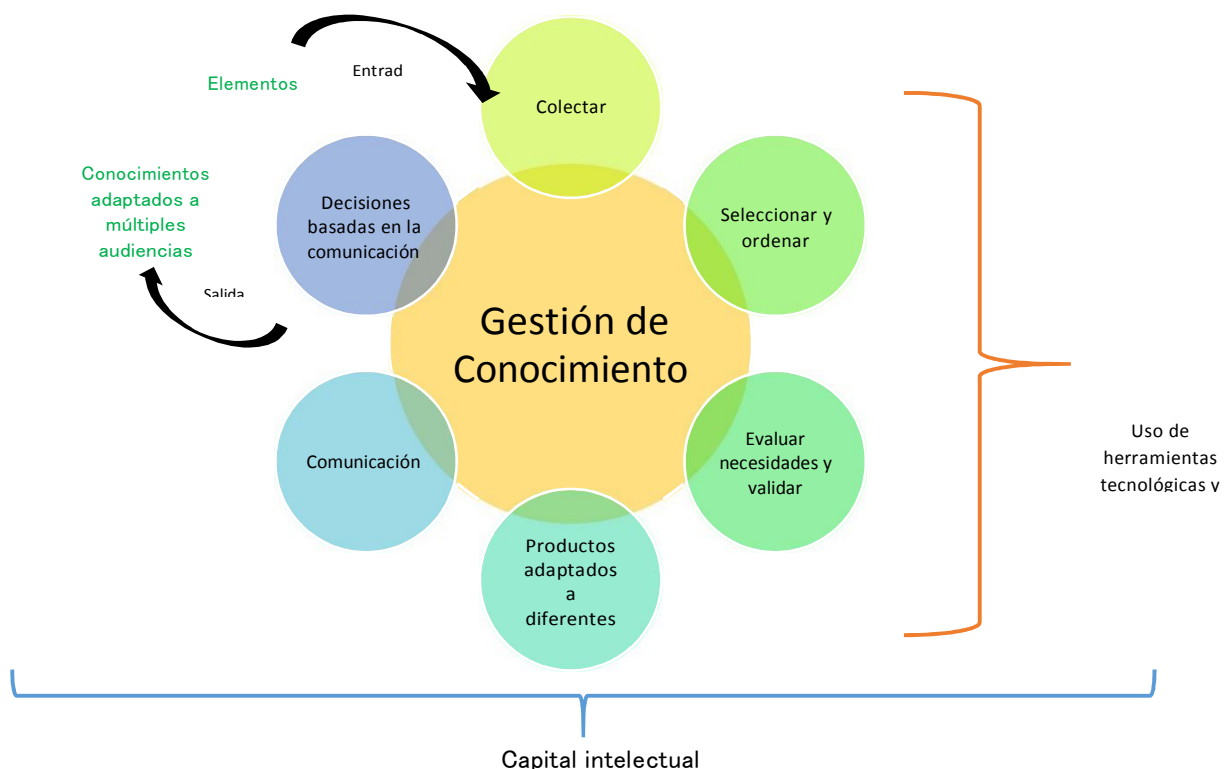 Elementos
Entrad
Colectar
Conocimientos
adaptados a
múltiples
audiencias
Salida
Decisiones
basadas en la
comunicación
Seleccionar y
ordenar
Gestión de
Conocimiento
Comunicación
Evaluar
necesidades y
validar
Productos
adaptados
a
diferentes
Uso de
herramientas
tecnológicas y
Capital intelectual